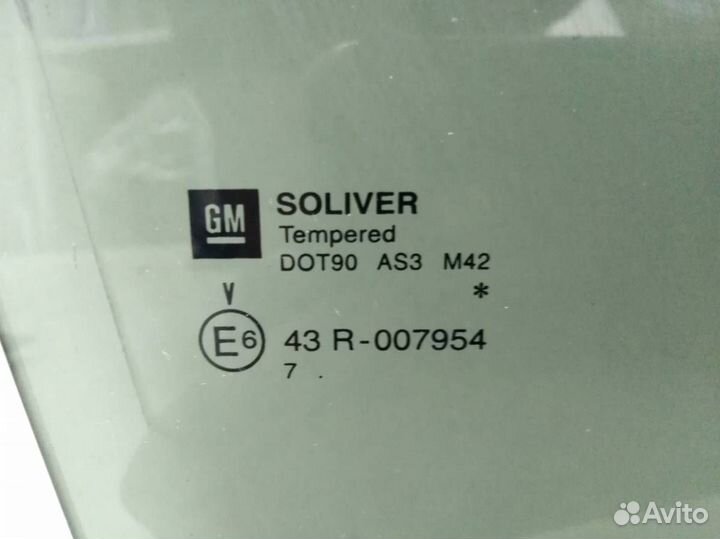 GM SOLIVER
Tempered
DOT90 AS3 M42
V *
E6 43 R-007954
7 .
Avito